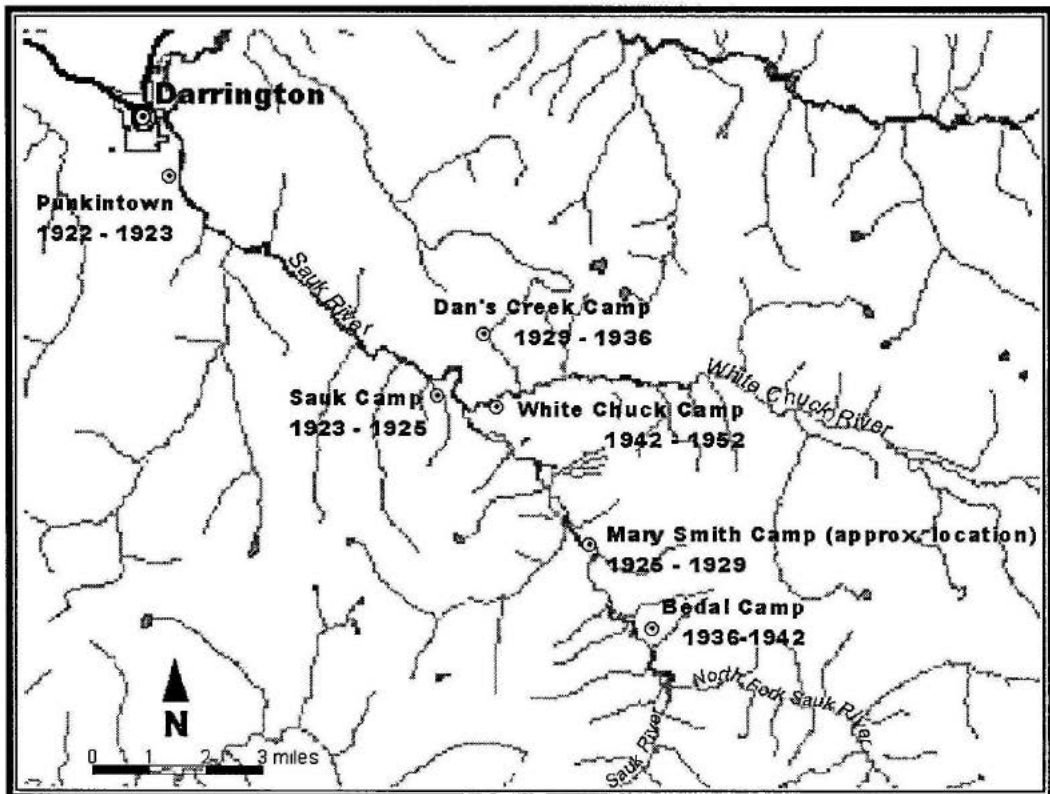 Darrington
Punkintown
1922 - 1923
Sauk River
Dan's Creek Camp
1929 - 1936
Sauk Camp
1923 - 1925
White Chuck Camp
1942 - 1952
White Chuck River
Mary Smith Camp (approx. location)
1925 - 1929
Bedal Camp
1936-1942
North Fork Sauk River
Sauk River
N
0 1 2 3 miles